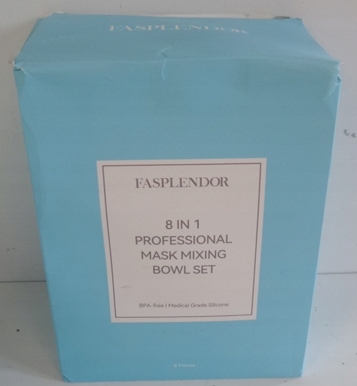 FASPLENDOR
FASPLENDOR
8 IN 1
PROFESSIONAL
MASK MIXING
BOWL SET
BPA-free | Medical Grade Silicone